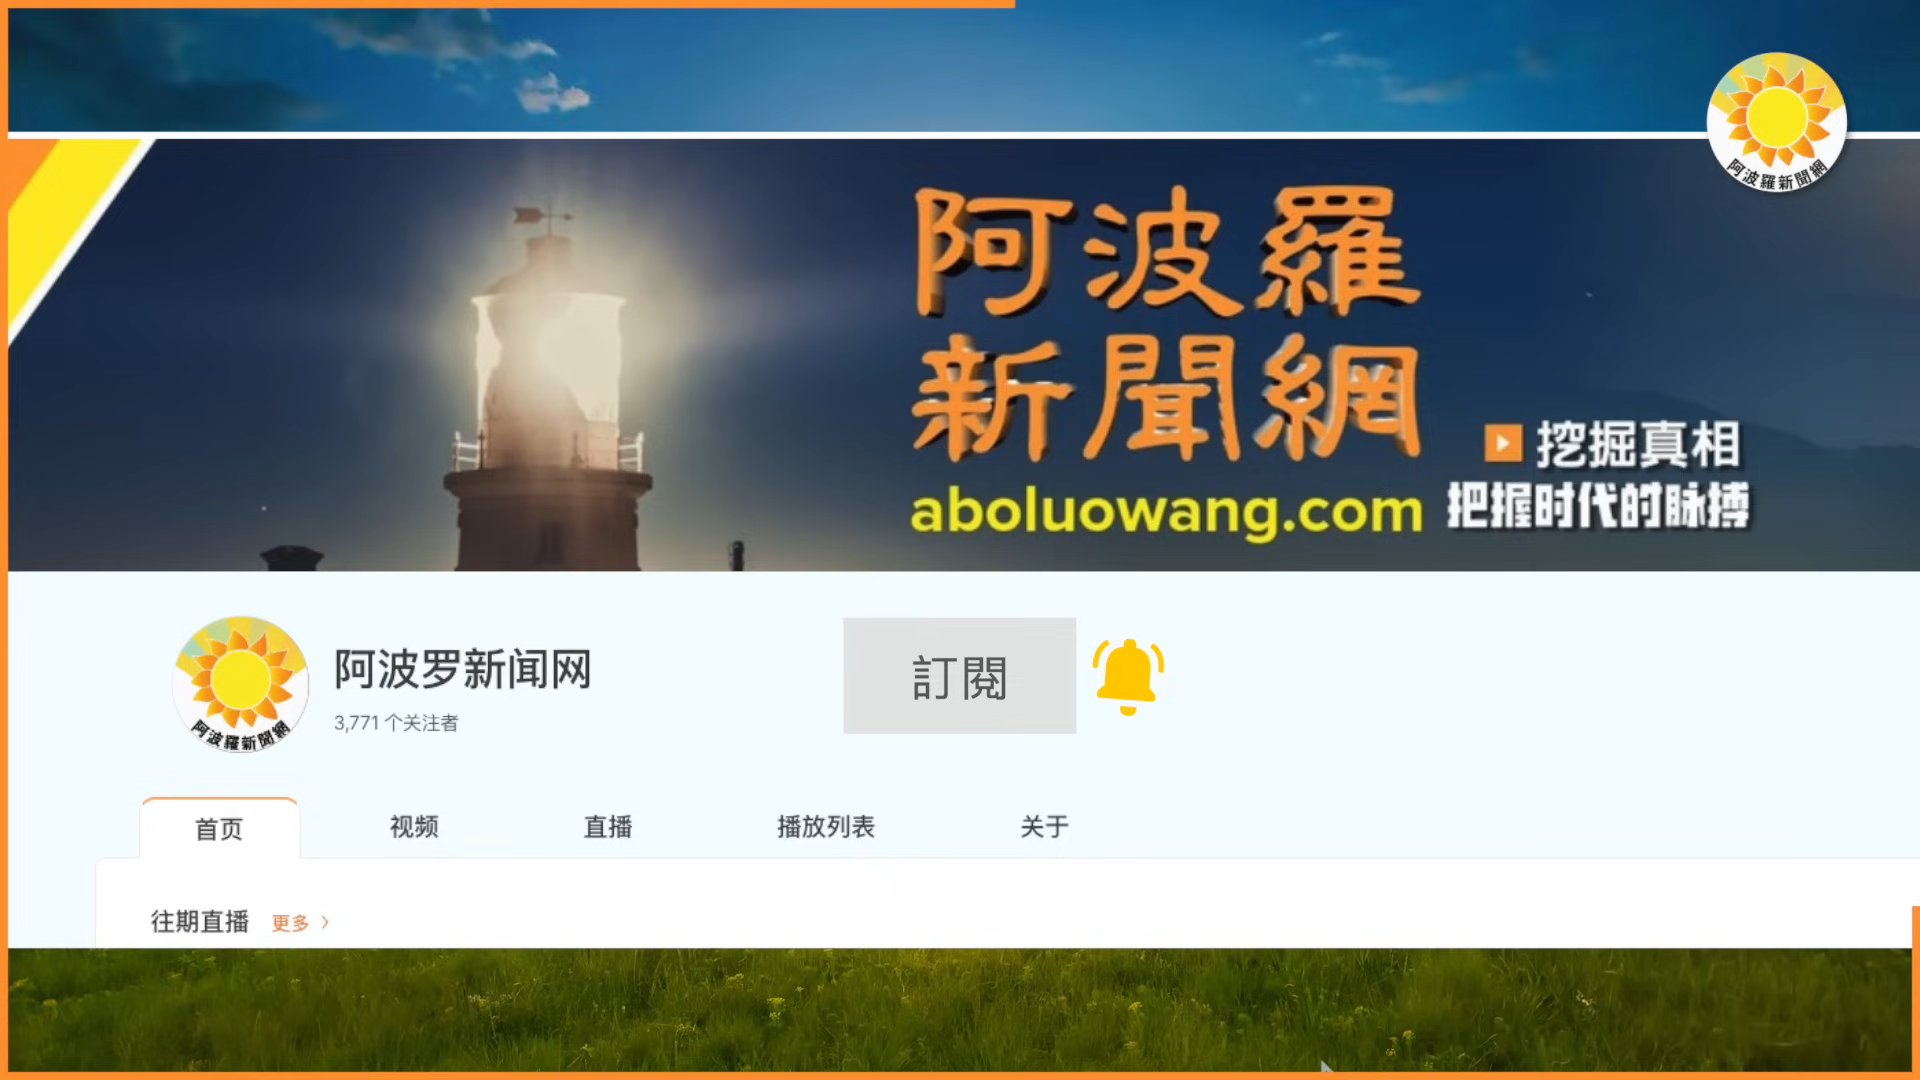 阿波羅新聞網
阿波羅
新聞網
aboluowang.com
挖掘真相
把握时代的脉搏
阿波羅新聞網
阿波罗新闻网
3,771 个关注者
訂閱
首页
视频
直播
播放列表
关于
往期直播
更多